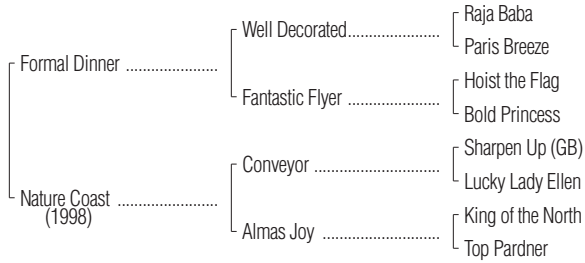 Raja Baba
Well Decorated......................
Paris Breeze
Formal Dinner ......................
Hoist the Flag
Fantastic Flyer ......................
Bold Princess
Sharpen Up (GB)
Conveyor ..............................
Lucky Lady Ellen
Nature Coast ........................
(1998)
King of the North
Almas Joy ............................
Top Pardner